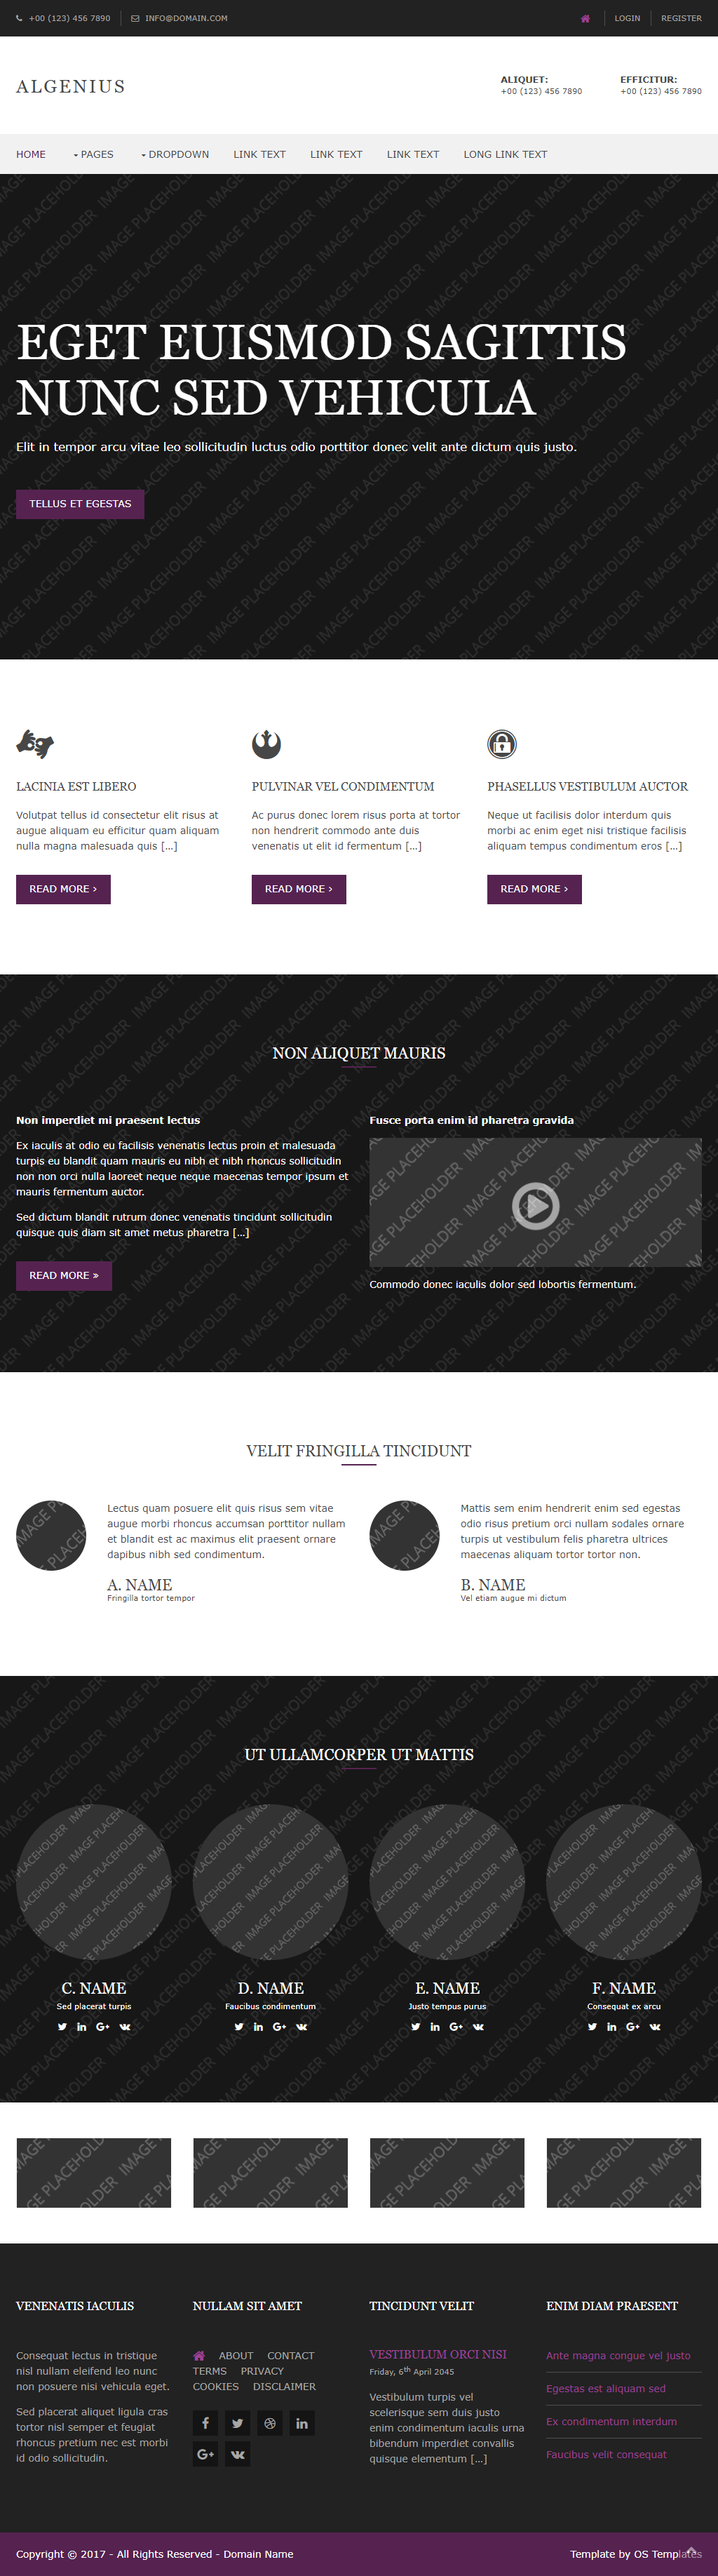 +00 (123) 456 7890
INFO@DOMAIN.COM
LOGIN
REGISTER
ALGENIUS
ALIQUET:
+00 (123) 456 7890
EFFICITUR:
+00 (123) 456 7890
HOME
PAGES
DROPDOWN
LINK TEXT
LINK TEXT
LINK TEXT
LONG LINK TEXT
IMAGE PLACEHOLDER
EGET EUISMOD SAGITTIS
NUNC SED VEHICULA
Elit in tempor arcu vitae leo sollicitudin luctus odio porttitor donec velit ante dictum quis justo.
TELLUS ET EGESTAS
LACINIA EST LIBERO
Volutpat tellus id consectetur elit risus at
augue aliquam eu efficitur quam aliquam
nulla magna malesuada quis […]
READ MORE ›
PULVINAR VEL CONDIMENTUM
Ac purus donec lorem risus porta at tortor
non hendrerit commodo ante duis
venenatis ut elit id fermentum […]
READ MORE ›
PHASELLUS VESTIBULUM AUCTOR
Neque ut facilisis dolor interdum quis
morbi ac enim eget nisi tristique facilisis
aliquam tempus condimentum eros […]
READ MORE ›
NON ALIQUET MAURIS
Non imperdiet mi praesent lectus
Ex iaculis at odio eu facilisis venenatis lectus proin et malesuada
turpis eu blandit quam mauris eu nibh et nibh rhoncus sollicitudin
non non orci nulla laoreet neque neque maecenas tempor ipsum et
mauris fermentum auctor.
Sed dictum blandit rutrum donec venenatis tincidunt sollicitudin
quisque quis diam sit amet metus pharetra […]
READ MORE »
Fusce porta enim id pharetra gravida
IMAGE PLACEHOLDER
Commodo donec iaculis dolor sed lobortis fermentum.
VELIT FRINGILLA TINCIDUNT
Lectus quam posuere elit quis risus sem vitae
augue morbi rhoncus accumsan porttitor nullam
et blandit est ac maximus elit praesent ornare
dapibus nibh sed condimentum.
A. NAME
Fringilla tortor tempor
Mattis sem enim hendrerit enim sed egestas
odio risus pretium orci nullam sodales ornare
turpis ut vestibulum felis pharetra ultrices
maecenas aliquam tortor tortor non.
B. NAME
Vel etiam augue mi dictum
UT ULLAMCORPER UT MATTIS
C. NAME
Sed placerat turpis
D. NAME
Faucibus condimentum
E. NAME
Justo tempus purus
F. NAME
Consequat ex arcu
VENENATIS IACULIS
Consequat lectus in tristique
nisl nullam eleifend leo nunc
non posuere nisi vehicula eget.
Sed placerat aliquet ligula cras
tortor nisl semper et feugiat
rhoncus pretium nec est morbi
id odio sollicitudin.
NULLAM SIT AMET
ABOUT CONTACT
TERMS PRIVACY
COOKIES DISCLAIMER
TINCIDUNT VELIT
VESTIBULUM ORCI NISI
Friday, 6th April 2045
Vestibulum turpis vel
scelerisque sem duis justo
enim condimentum iaculis urna
bibendum imperdiet convallis
quisque elementum […]
ENIM DIAM PRAESENT
Ante magna congue vel justo
Egestas est aliquam sed
Ex condimentum interdum
Faucibus velit consequat
Copyright © 2017 - All Rights Reserved - Domain Name
Template by OS Templates